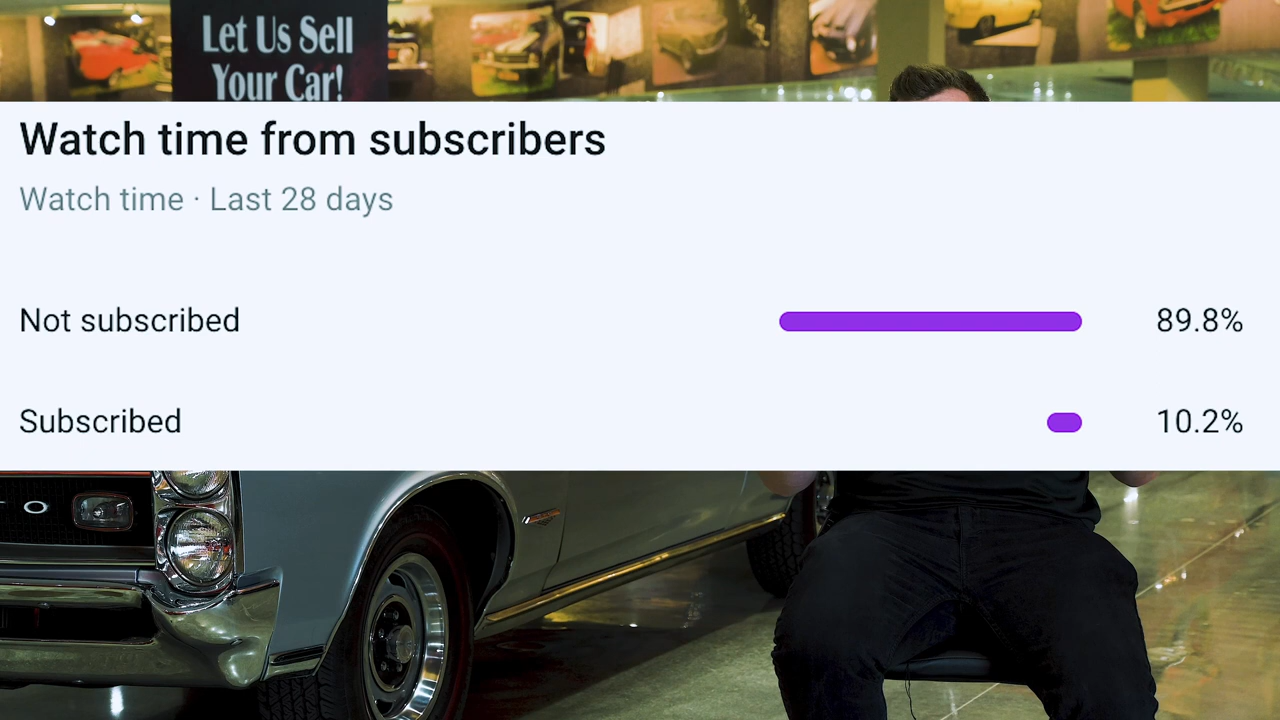 Let Us Sell
Your Car!
Watch time from subscribers
Watch time · Last 28 days
Not subscribed
89.8%
Subscribed
10.2%
T O